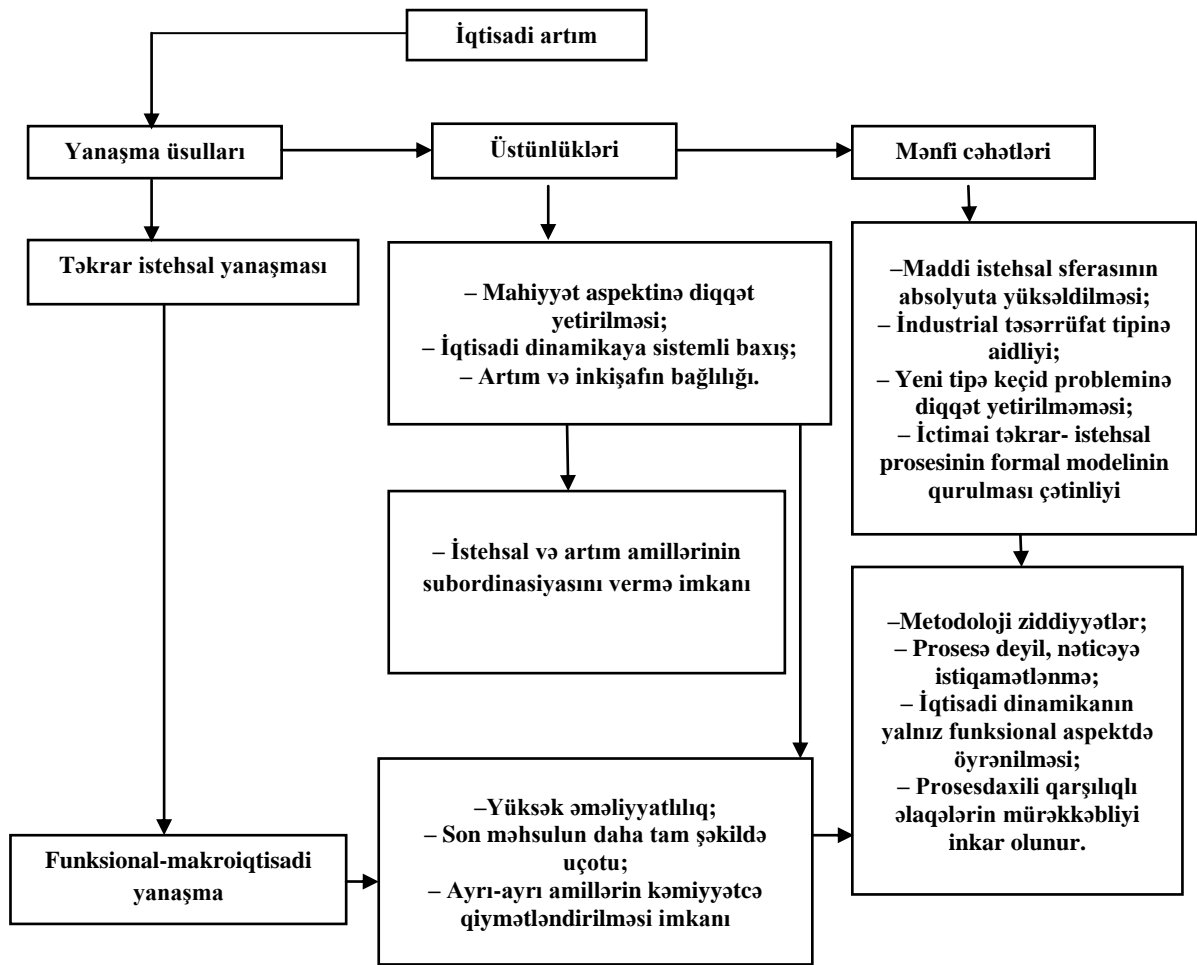 İqtisadi artım
Yanaşma üsulları
Üstünlükləri
Mənfi cəhətləri
Təkrar istehsal yanaşması
– Mahiyyət aspektinə diqqət
yetirilməsi;
– İqtisadi dinamikaya sistemli baxış;
– Artım və inkişafın bağlılığı.
–Maddi istehsal sferasının
absolyuta yüksəldilməsi;
– İndustrial təsərrüfat tipinə
aidliyi;
– Yeni tipə keçid probleminə
diqqət yetirilməməsi;
– İctimai təkrar- istehsal
prosesinin formal modelinin
qurulması çətinliyi
– İstehsal və artım amillərinin
subordinasiyasını vermə imkanı
–Metodoloji ziddiyyətlər;
– Prosesə deyil, nəticəyə
istiqamətlənmə;
– İqtisadi dinamikanın
yalnız funksional aspektdə
öyrənilməsi;
– Prosesdaxili qarşılıqlı
əlaqələrin mürəkkəbliyi
inkar olunur.
Funksional-makroiqtisadi
yanaşma
–Yüksək əməliyyatlılıq;
– Son məhsulun daha tam şəkildə
uçotu;
– Ayrı-ayrı amillərin kəmiyyətcə
qiymətləndirilməsi imkanı